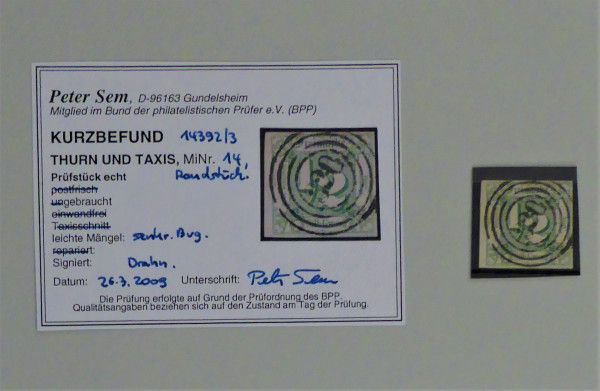 Peter Sem, D-96163 Gundelsheim
Mitglied im Bund der philatelistischen Prüfer e.V. (BPP)
KURZBEFUND 14392/3
THURN UND TAXIS, MiNr. 14,
Prüfstück echt Randstück.
postfrisch
ungebraucht
einwandfrei
Taxisschnitt
leichte Mängel: senkr. Bug.
repariert:
Signiert: Drahn.
Datum: 26.3.2009 Unterschrift: Peter Sem
Die Prüfung erfolgte auf Grund der Prüfordnung des BPP.
Qualitätsangaben beziehen sich auf den Zustand am Tag der Prüfung.